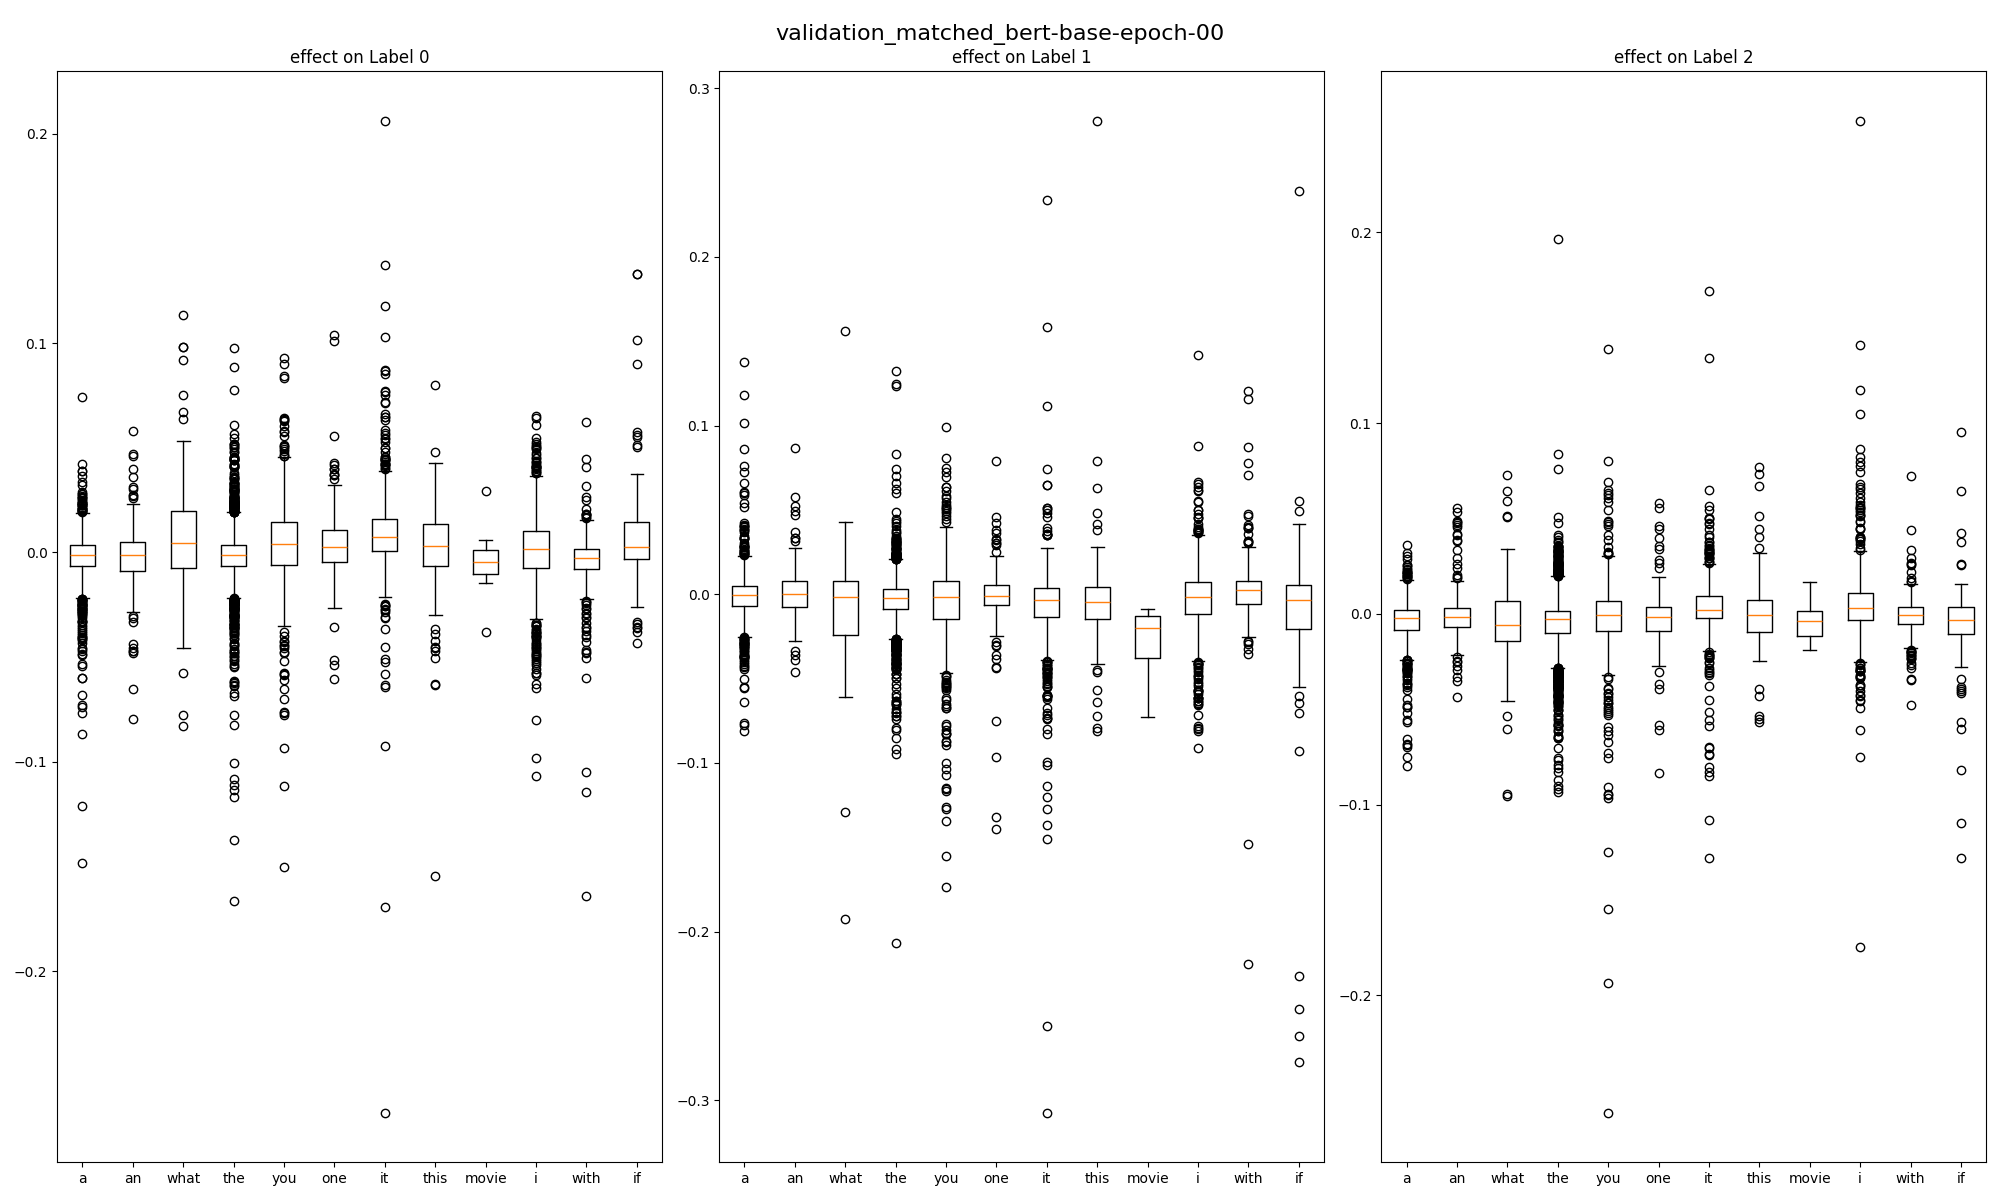 validation_matched_bert-base-epoch-00
effect on Label 0
0.2
0.1
0.0
−0.1
−0.2
a an what the you one it this movie i with if
effect on Label 1
0.3
0.2
0.1
0.0
−0.1
−0.2
−0.3
a an what the you one it this movie i with if
effect on Label 2
0.2
0.1
0.0
−0.1
−0.2
a an what the you one it this movie i with if